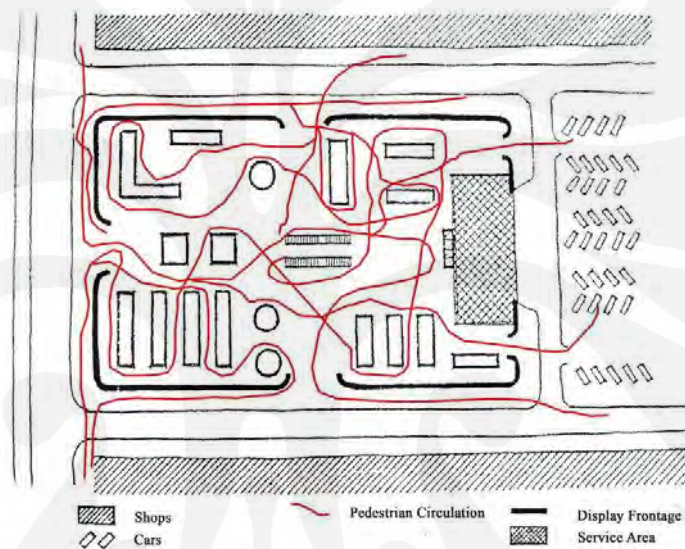 Shops
Pedestrian Circulation
Display Frontage
Cars
Service Area